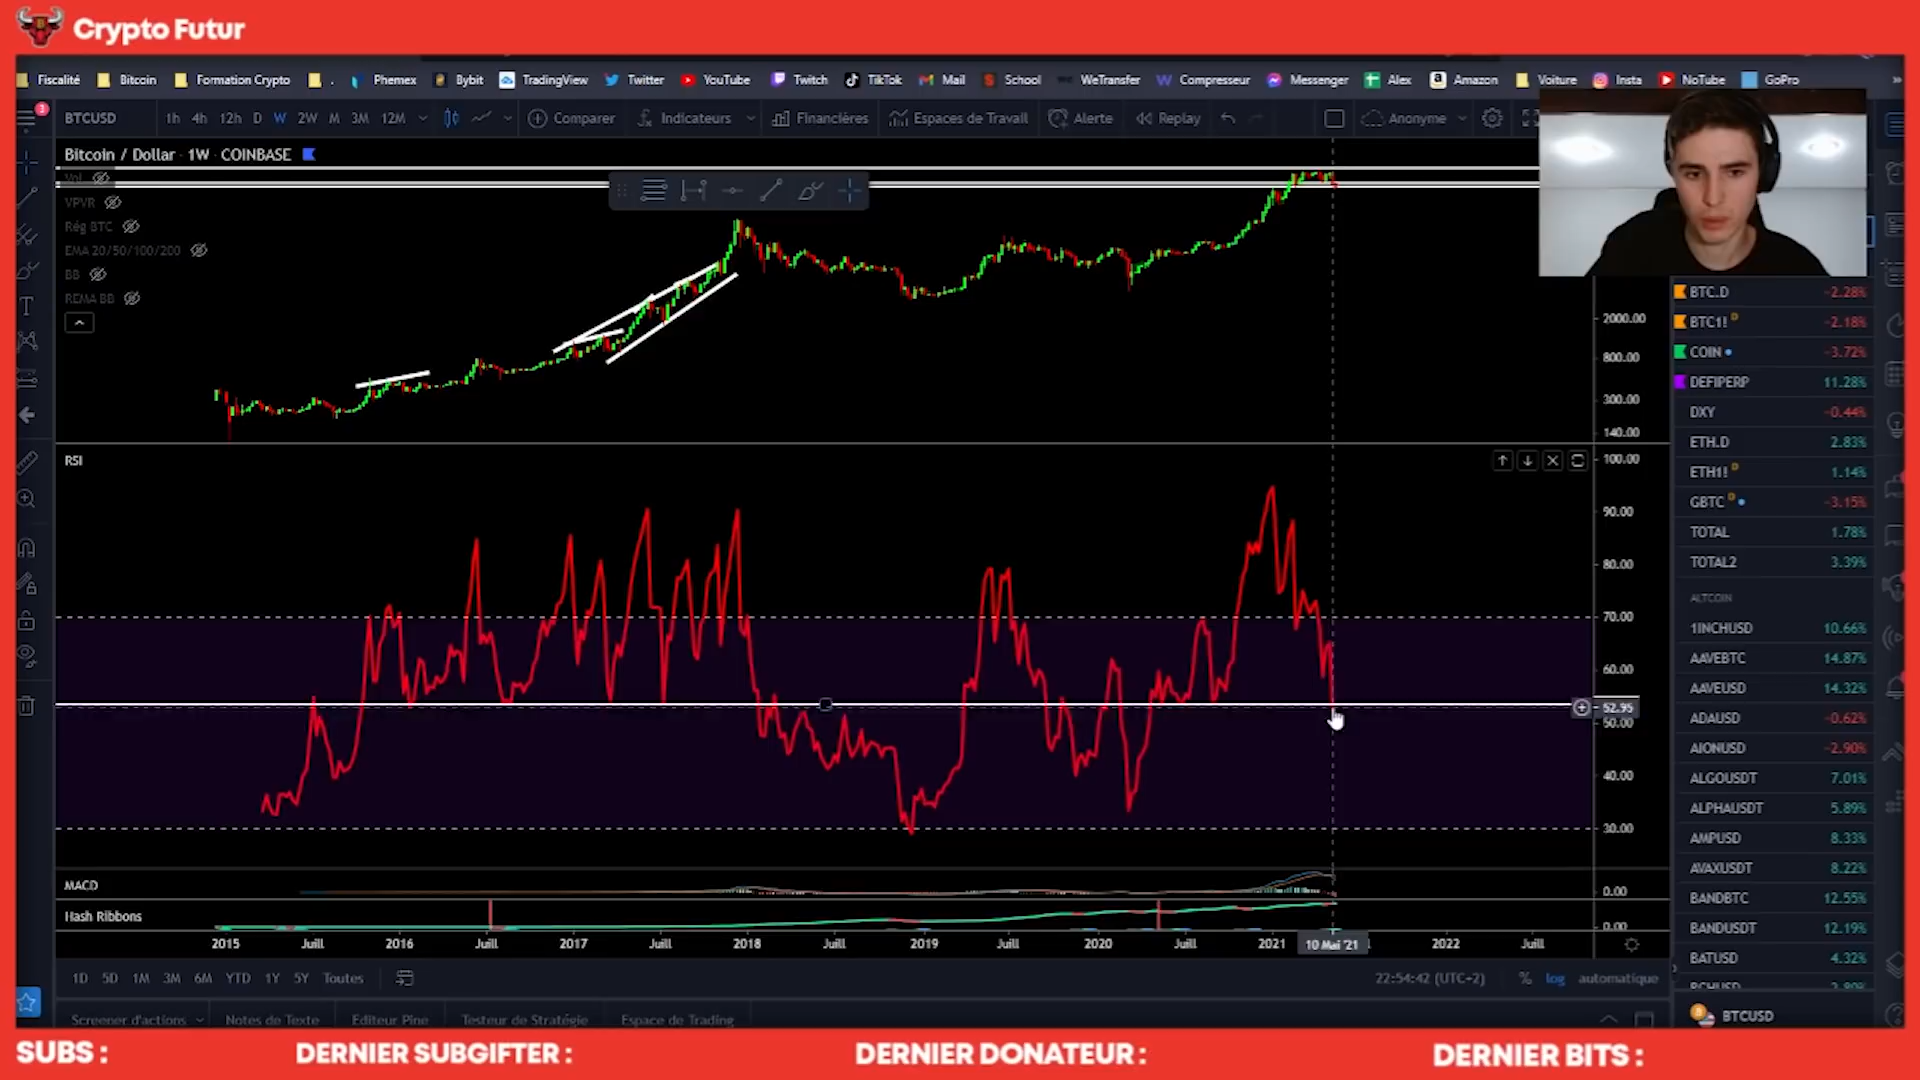 Crypto Futur
Fiscalité Bitcoin Formation Crypto . Phemex Bybit TradingView Twitter YouTube Twitch TikTok Mail School WeTransfer Compresseur Messenger Alex Amazon Voiture Insta NoTube GoPro »
3
BTCUSD 1h 4h 12h D W 2W M 3M 12M Comparer Indicateurs Financières Espaces de Travail Alerte Replay Anonyme
Bitcoin / Dollar · 1W · COINBASE
Vol
VPVR
Rég BTC
EMA 20/50/100/200
BB
REMA BB
2000.00
800.00
300.00
140.00
BTC.D -2.28%
BTC1! D -2.18%
COIN -3.72%
DEFIPERP 11.28%
DXY -0.44%
ETH.D 2.83%
ETH1! D 1.14%
GBTC D -3.15%
TOTAL 1.78%
TOTAL2 3.39%
ALTCOIN
1INCHUSD 10.66%
AAVEBTC 14.87%
AAVEUSD 14.32%
ADAUSD -0.62%
AIONUSD -2.90%
ALGOUSDT 7.01%
ALPHAUSDT 5.89%
AMPUSD 8.33%
AVAXUSDT 8.22%
BANDBTC 12.55%
BANDUSDT 12.19%
BATUSD 4.32%
BTCUSD
RSI
100.00
90.00
80.00
70.00
60.00
52.95
50.00
40.00
30.00
MACD 0.00
Hash Ribbons 0.00
2015 Juill 2016 Juill 2017 Juill 2018 Juill 2019 Juill 2020 Juill 2021 10 Mai '21 2022 Juill
1D 5D 1M 3M 6M YTD 1Y 5Y Toutes 22:54:42 (UTC+2) % log automatique
Screener d'actions Notes de Texte Editeur Pine Testeur de Stratégie Espace de Trading
SUBS : DERNIER SUBGIFTER : DERNIER DONATEUR : DERNIER BITS :